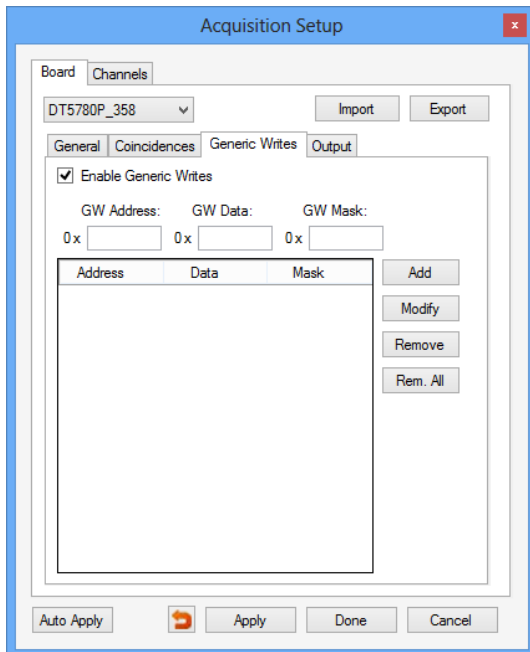 Acquisition Setup
x
Board Channels
DT5780P_358 Import Export
General Coincidences Generic Writes Output
Enable Generic Writes
GW Address: GW Data: GW Mask:
0x 0x 0x
Address Data Mask Add
Modify
Remove
Rem. All
Auto Apply Apply Done Cancel